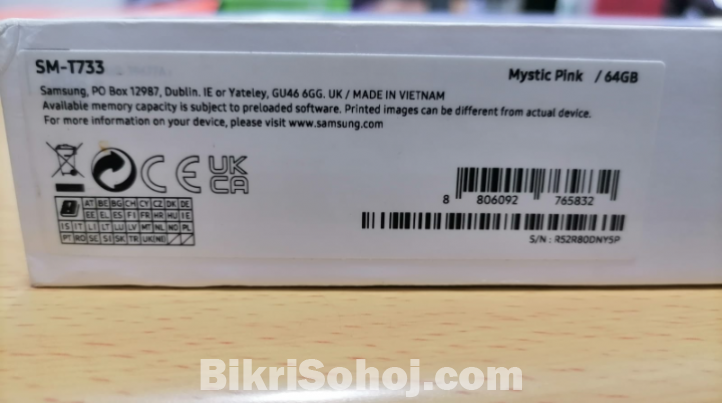 SM-T733
Mystic Pink / 64GB
Samsung, PO Box 12987, Dublin. IE or Yateley, GU46 6GG. UK / MADE IN VIETNAM
Available memory capacity is subject to preloaded software. Printed images can be different from actual device.
For more information on your device, please visit www.samsung.com
CE UKCA
AT BE BG CH CY CZ DK DE
EE EL ES FI FR HR HU IE
IS IT LI LT LU LV MT NL NO PL
PT RO SE SI SK TR UK(NI)
8 806092 765832
S/N : R52R80DNY5P
BikriSohoj.com